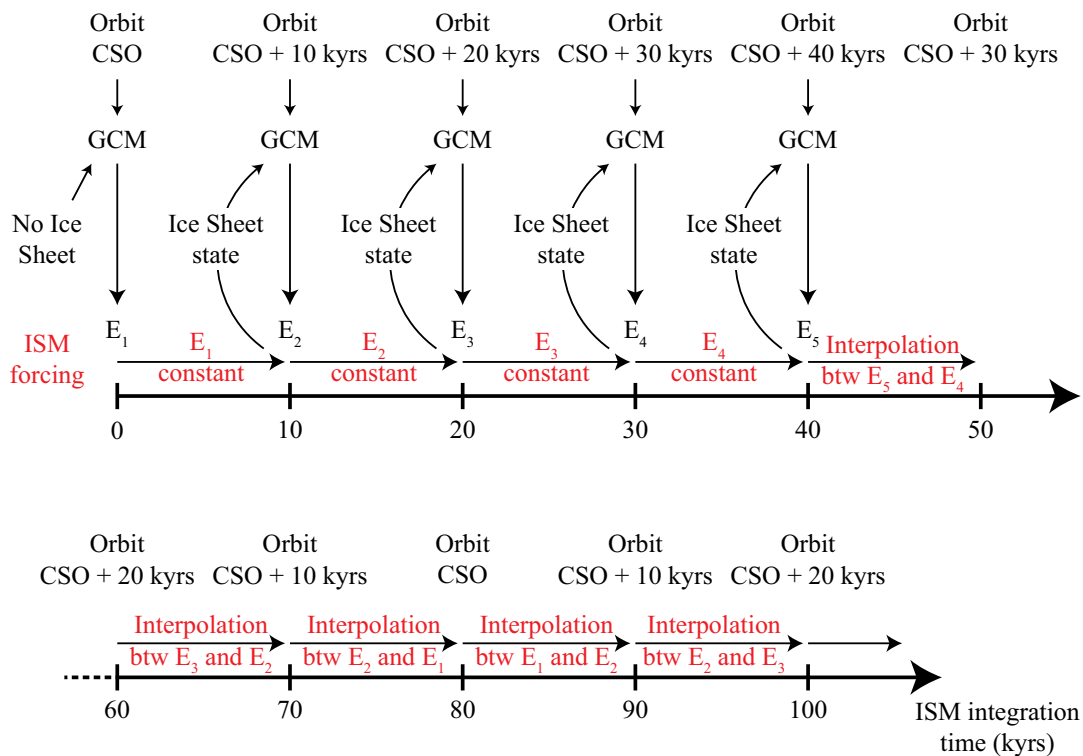 Orbit Orbit Orbit Orbit Orbit Orbit
CSO CSO + 10 kyrs CSO + 20 kyrs CSO + 30 kyrs CSO + 40 kyrs CSO + 30 kyrs
GCM GCM GCM GCM GCM
No Ice Ice Sheet Ice Sheet Ice Sheet Ice Sheet
Sheet state state state state
E₁ E₂ E₃ E₄ E₅
ISM E₁ E₂ E₃ E₄ Interpolation
forcing constant constant constant constant btw E₅ and E₄
0 10 20 30 40 50
Orbit Orbit Orbit Orbit Orbit
CSO + 20 kyrs CSO + 10 kyrs CSO CSO + 10 kyrs CSO + 20 kyrs
Interpolation Interpolation Interpolation Interpolation
btw E₃ and E₂ btw E₂ and E₁ btw E₁ and E₂ btw E₂ and E₃
60 70 80 90 100 ISM integration
time (kyrs)